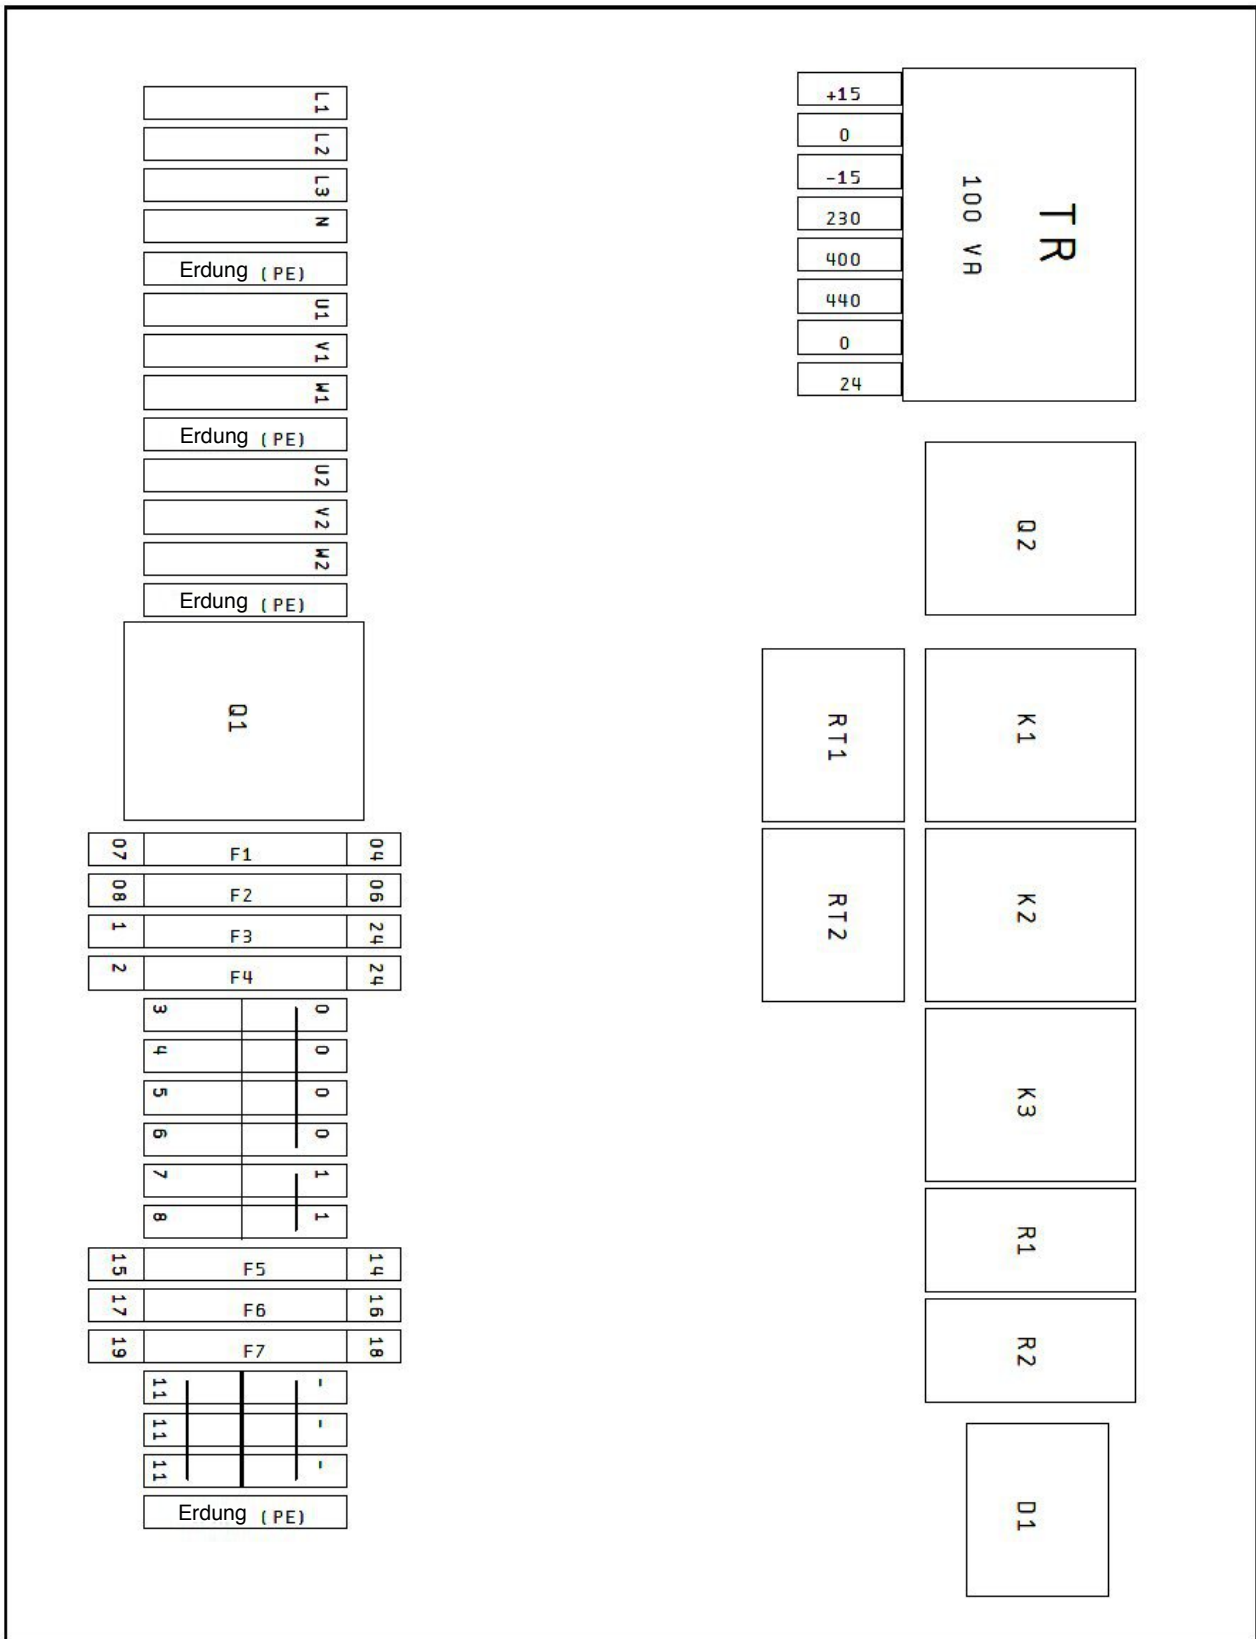 L1
L2
L3
N
Erdung (PE)
U1
V1
W1
Erdung (PE)
U2
V2
W2
Erdung (PE)
Q1
07 F1 04
08 F2 06
1 F3 24
2 F4 24
3 0
4 0
5 0
6 0
7 1
8 1
15 F5 14
17 F6 16
19 F7 18
11 -
11 -
11 -
Erdung (PE)
+15
0
-15
230
400
440
0
24
TR
100 VA
Q2
RT1
K1
RT2
K2
K3
R1
R2
D1